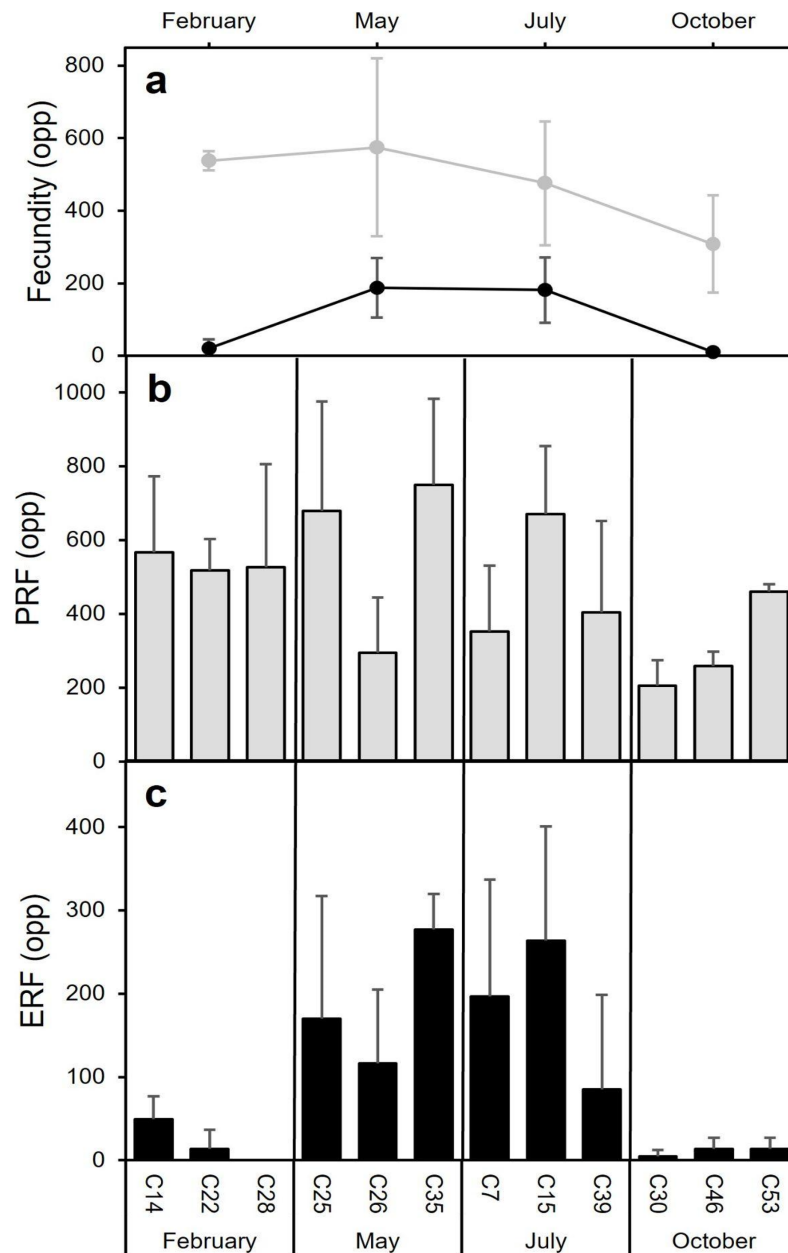 February May July October
a
Fecundity (opp)
800
600
400
200
0
b
PRF (opp)
1000
800
600
400
200
0
c
ERF (opp)
400
300
200
100
0
C14 C22 C28 C25 C26 C35 C7 C15 C39 C30 C46 C53
February May July October